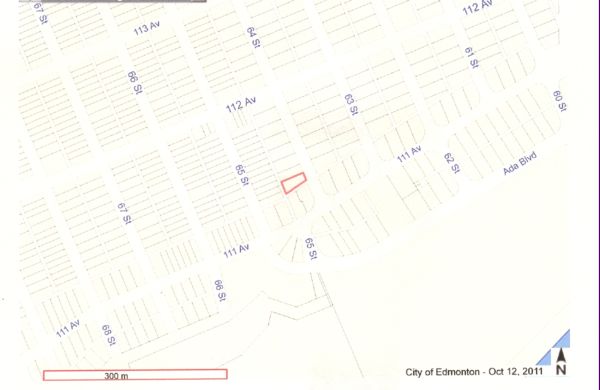 67 St
113 Av
64 St
112 Av
61 St
66 St
112 Av
63 St
60 St
111 Av
62 St
Ada Blvd
65 St
67 St
111 Av
65 St
66 St
111 Av
68 St
300 m
City of Edmonton - Oct 12, 2011
N